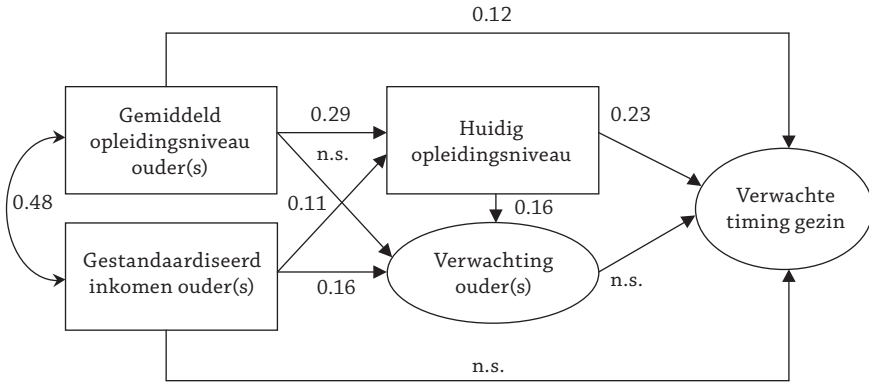 0.12
Gemiddeld
opleidingsniveau
ouder(s)
0.29
n.s.
Huidig
opleidingsniveau
0.23
0.48
0.11
0.16
Verwachte
timing gezin
Gestandaardiseerd
inkomen ouder(s)
0.16
Verwachting
ouder(s)
n.s.
n.s.